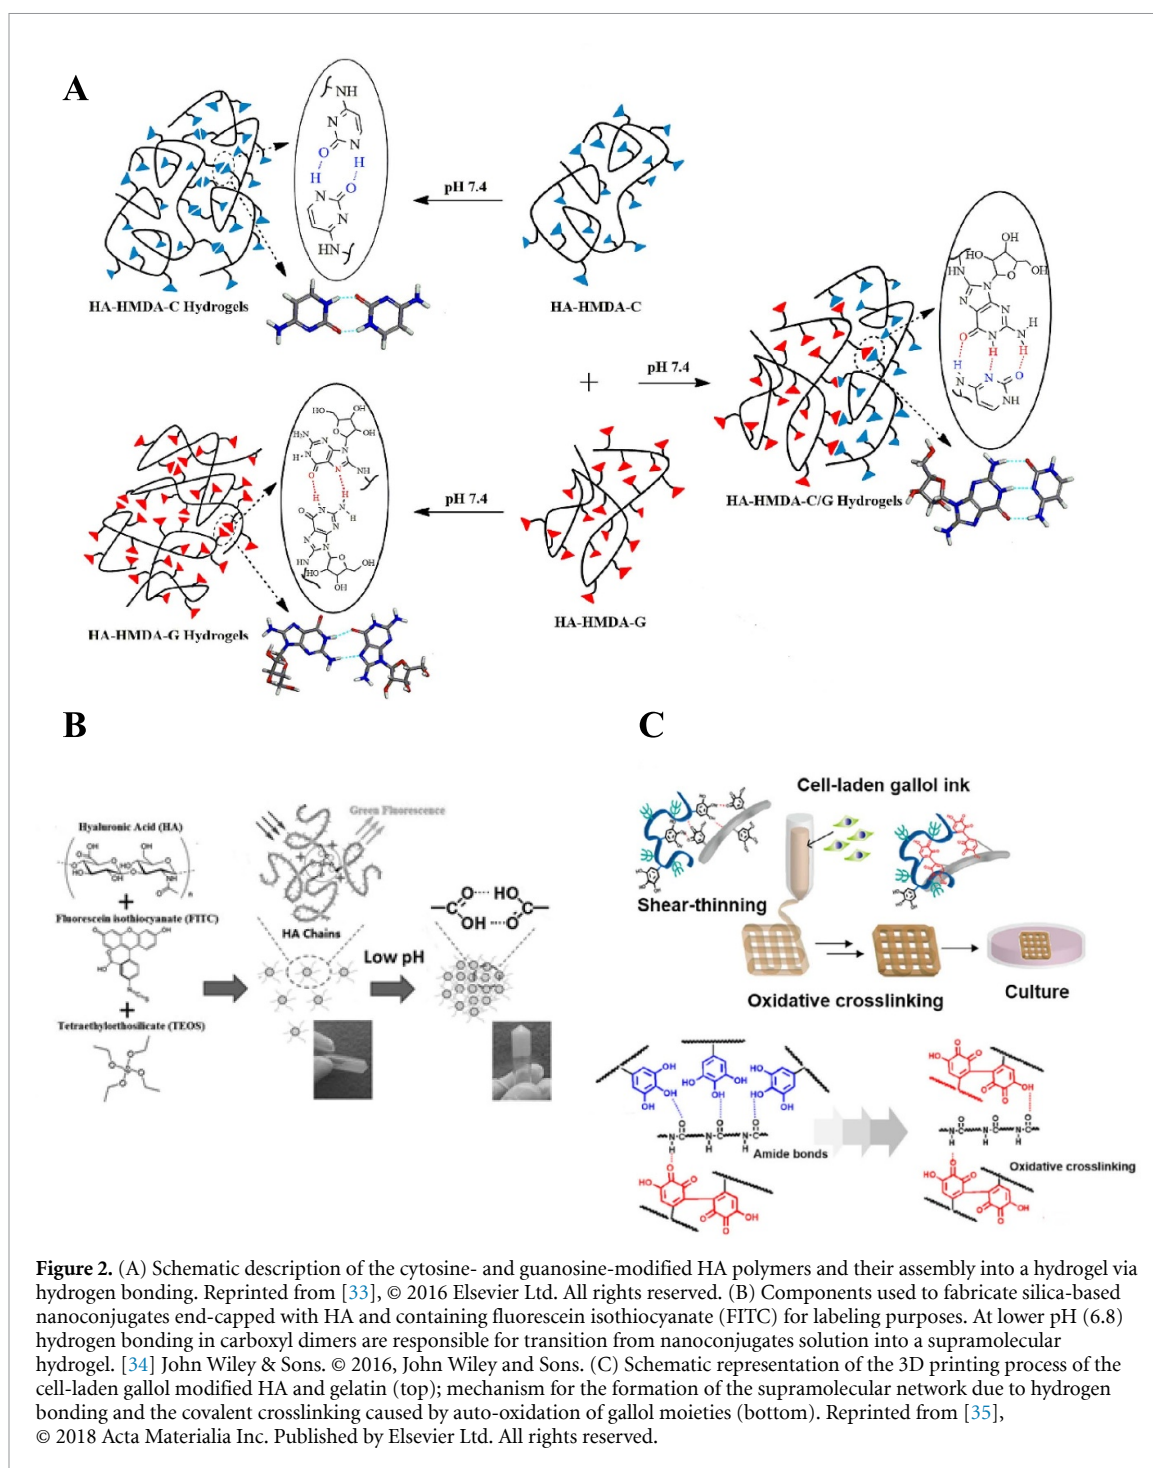 A
pH 7.4
HA-HMDA-C Hydrogels
HA-HMDA-C
+
pH 7.4
HA-HMDA-C/G Hydrogels
pH 7.4
HA-HMDA-G Hydrogels
HA-HMDA-G
B
Hyaluronic Acid (HA)
+
Fluorescein isothiocyanate (FITC)
+
Tetraethylorthosilicate (TEOS)
Green Fluorescence
HA Chains
Low pH
C
Cell-laden gallol ink
Shear-thinning
Oxidative crosslinking
Culture
Amide bonds
Oxidative crosslinking
Figure 2. (A) Schematic description of the cytosine- and guanosine-modified HA polymers and their assembly into a hydrogel via
hydrogen bonding. Reprinted from [33], © 2016 Elsevier Ltd. All rights reserved. (B) Components used to fabricate silica-based
nanoconjugates end-capped with HA and containing fluorescein isothiocyanate (FITC) for labeling purposes. At lower pH (6.8)
hydrogen bonding in carboxyl dimers are responsible for transition from nanoconjugates solution into a supramolecular
hydrogel. [34] John Wiley & Sons. © 2016, John Wiley and Sons. (C) Schematic representation of the 3D printing process of the
cell-laden gallol modified HA and gelatin (top); mechanism for the formation of the supramolecular network due to hydrogen
bonding and the covalent crosslinking caused by auto-oxidation of gallol moieties (bottom). Reprinted from [35],
© 2018 Acta Materialia Inc. Published by Elsevier Ltd. All rights reserved.